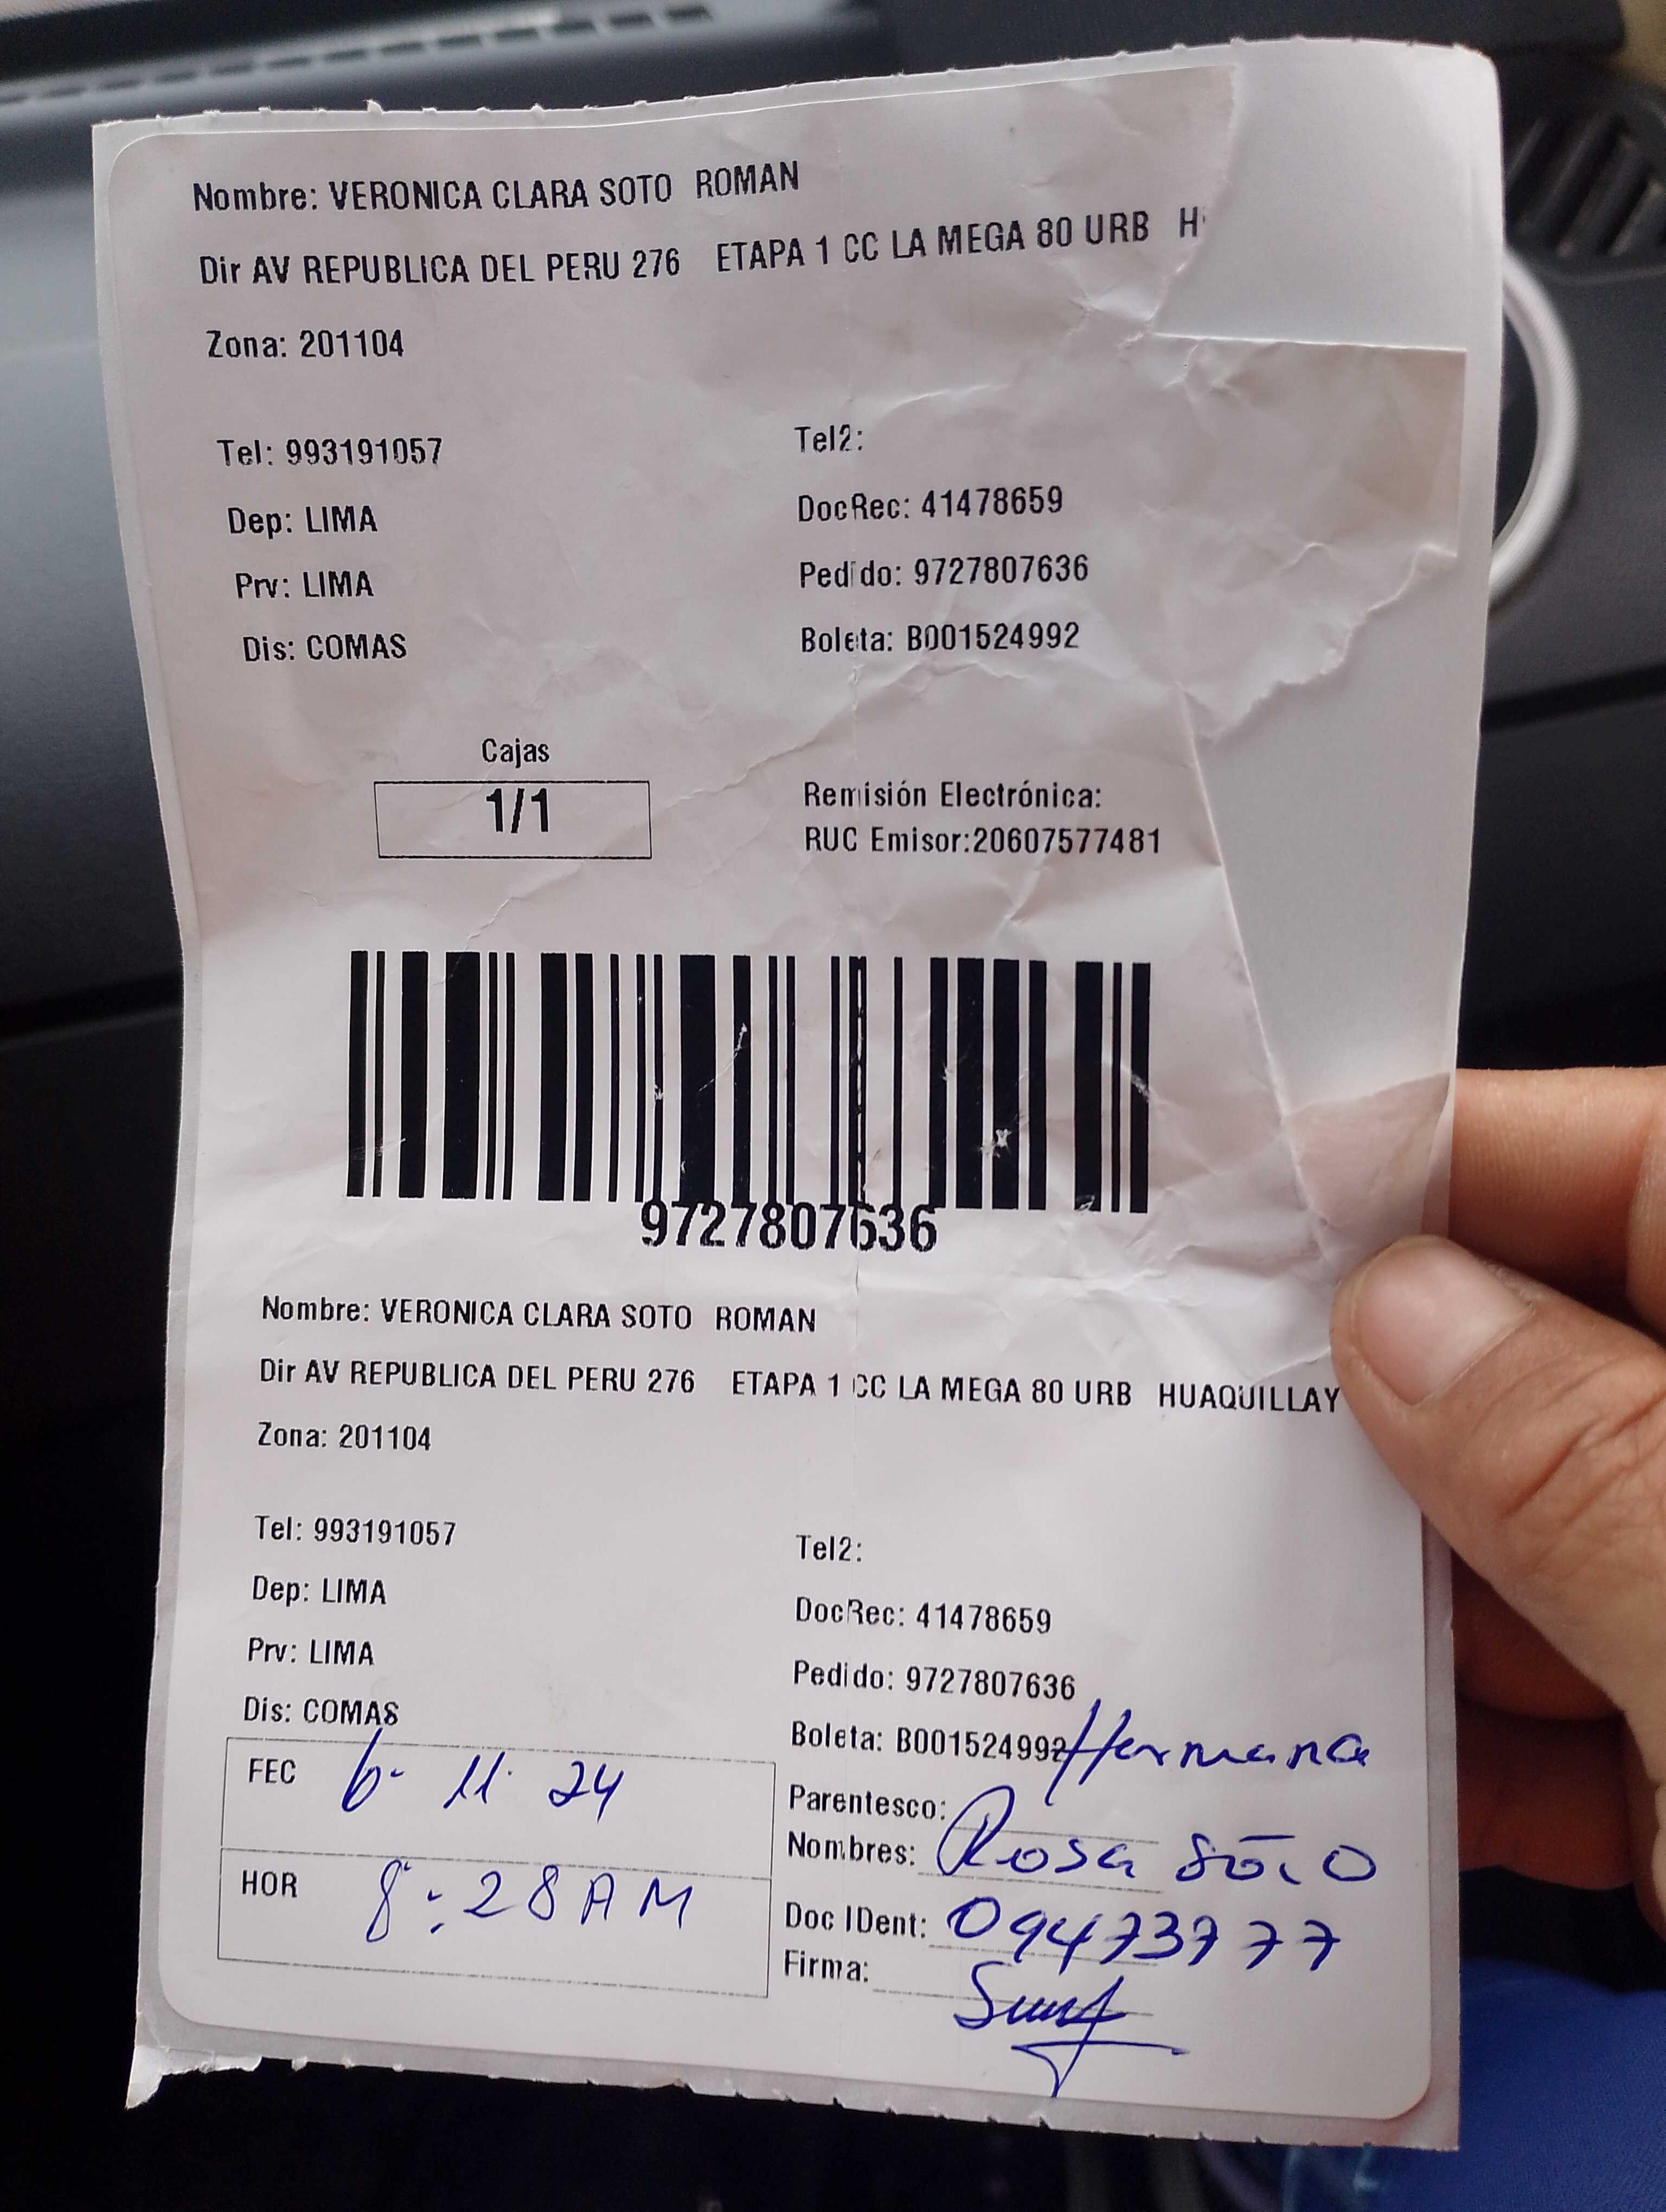 Nombre: VERONICA CLARA SOTO ROMAN
Dir AV REPUBLICA DEL PERU 276 ETAPA 1 CC LA MEGA 80 URB H
Zona: 201104
Tel: 993191057 Tel2:
Dep: LIMA DocRec: 41478659
Prv: LIMA Pedido: 9727807636
Dis: COMAS Boleta: B001524992
Cajas
1/1
Remisión Electrónica:
RUC Emisor:20607577481
9727807636
Nombre: VERONICA CLARA SOTO ROMAN
Dir AV REPUBLICA DEL PERU 276 ETAPA 1 CC LA MEGA 80 URB HUAQUILLAY
Zona: 201104
Tel: 993191057 Tel2:
Dep: LIMA DocRec: 41478659
Prv: LIMA Pedido: 9727807636
Dis: COMAS Boleta: B001524992
FEC 6- 11. 24
HOR 8:28 AM
Parentesco: Hermana
Nombres: Rosa Soto
Doc IDent: 09473977
Firma: